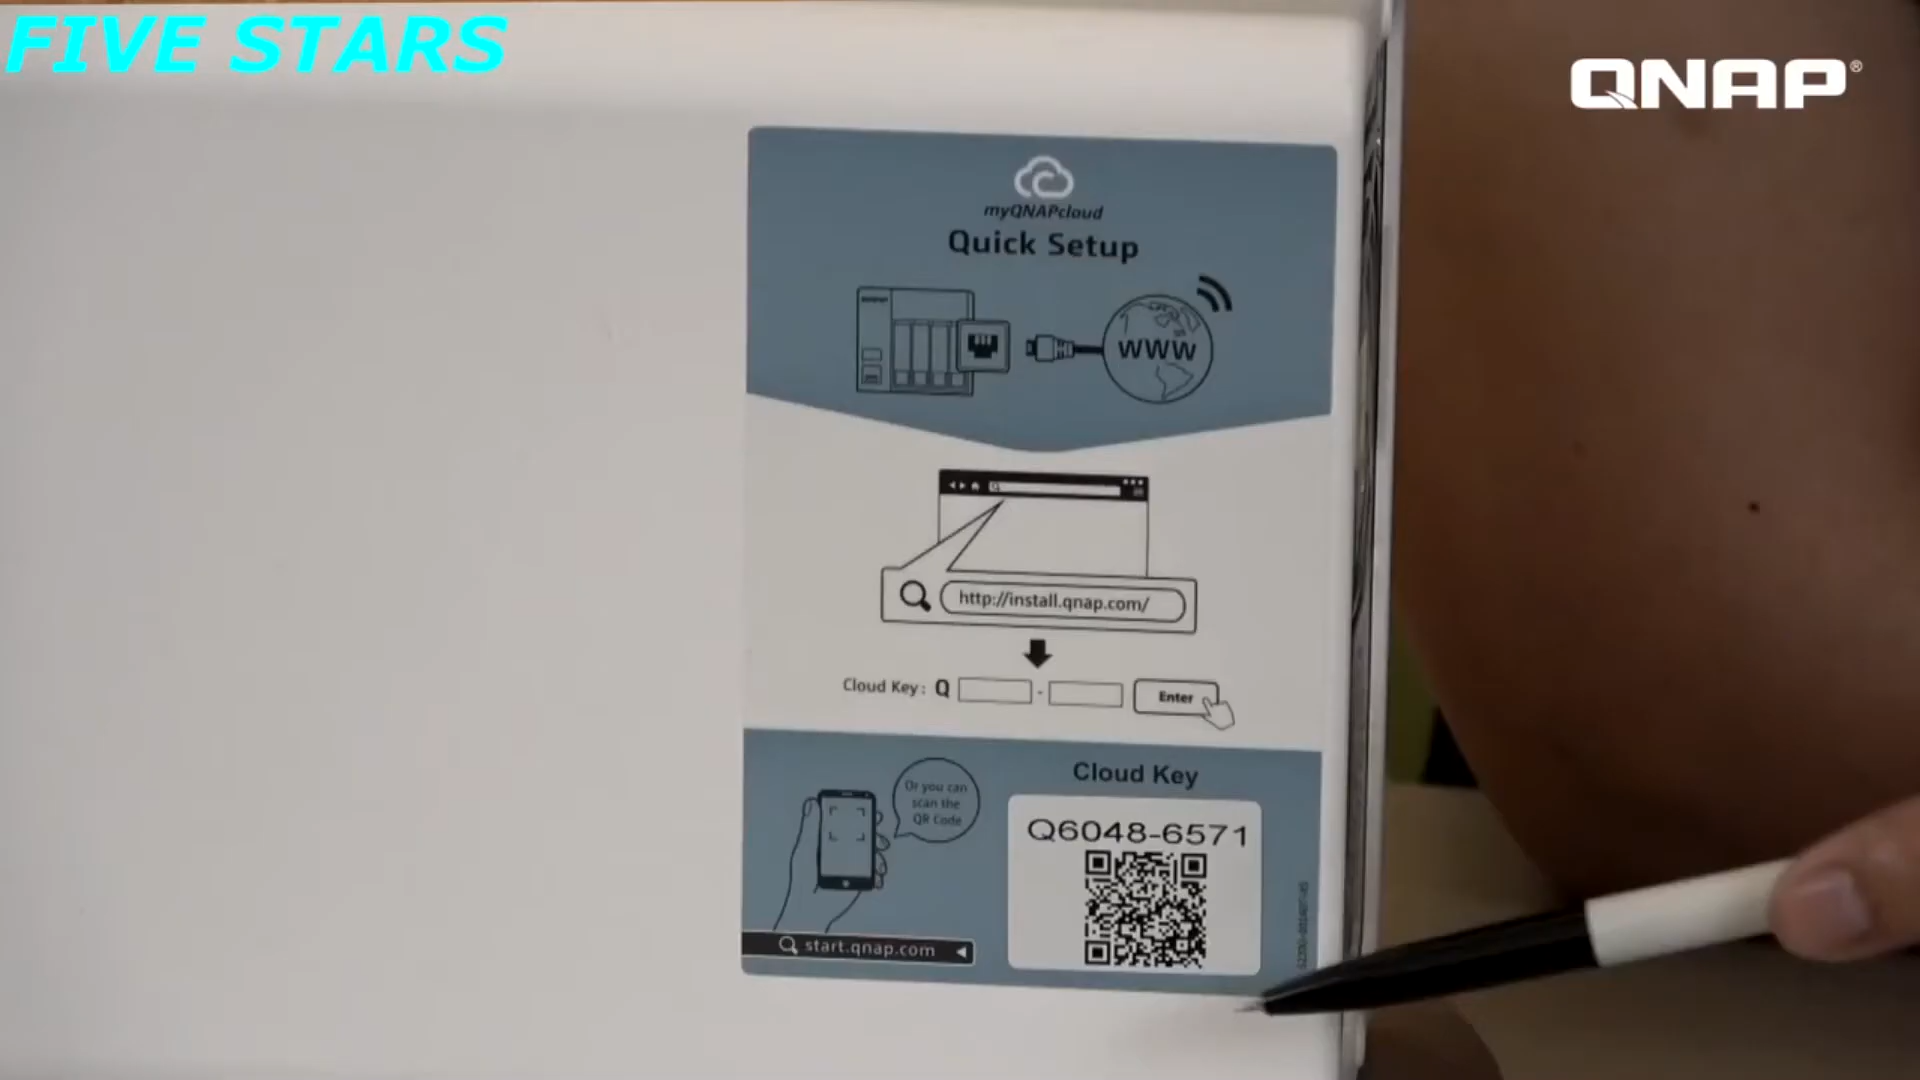 FIVE STARS
QNAP®
myQNAPcloud
Quick Setup
WWW
http://install.qnap.com/
Cloud Key: Q - Enter
Cloud Key
Or you can
scan the
QR Code
Q6048-6571
start.qnap.com